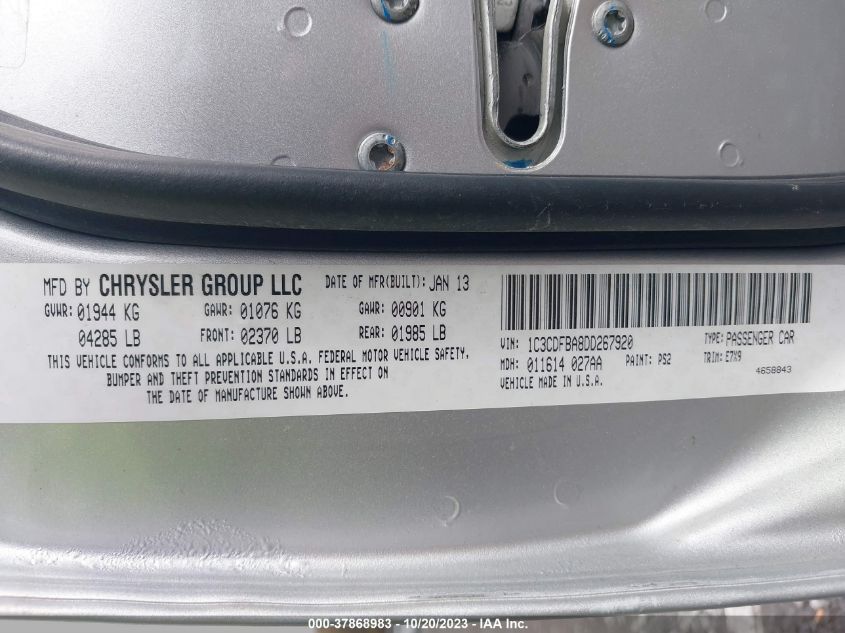 MFD BY CHRYSLER GROUP LLC DATE OF MFR(BUILT): JAN 13
GVWR: 01944 KG GAWR: 01076 KG GAWR: 00901 KG
04285 LB FRONT: 02370 LB REAR: 01985 LB
THIS VEHICLE CONFORMS TO ALL APPLICABLE U.S.A. FEDERAL MOTOR VEHICLE SAFETY,
BUMPER AND THEFT PREVENTION STANDARDS IN EFFECT ON
THE DATE OF MANUFACTURE SHOWN ABOVE.
VIN: 1C3CDFBA8DD267920 TYPE: PASSENGER CAR
MDH: 011614 027AA PAINT: PS2 TRIM: E7X9
VEHICLE MADE IN U.S.A. 4658843
000-37868983 - 10/20/2023 - IAA Inc.